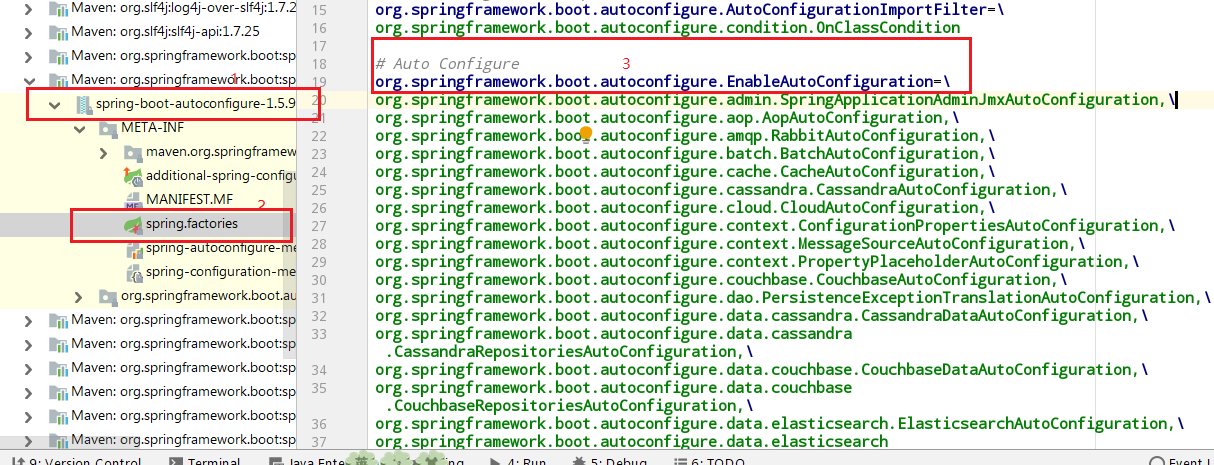 Maven: org.slf4j:log4j-over-slf4j:1.7.2
Maven: org.slf4j:slf4j-api:1.7.25
Maven: org.springframework.boot:sp
Maven: org.springframework.boot:sp
1
spring-boot-autoconfigure-1.5.9
META-INF
maven.org.springframew
additional-spring-configu
MANIFEST.MF
2
spring.factories
spring-autoconfigure-me
spring-configuration-me
org.springframework.boot.au
Maven: org.springframework.boot:sp
Maven: org.springframework.boot:sp
Maven: org.springframework.boot:sp
Maven: org.springframework.boot:sp
Maven: org.springframework.boot:sp
Maven: org.springframework.boot:sp
15 org.springframework.boot.autoconfigure.AutoConfigurationImportFilter=\
16 org.springframework.boot.autoconfigure.condition.OnClassCondition
17
18 # Auto Configure 3
19 org.springframework.boot.autoconfigure.EnableAutoConfiguration=\
20 org.springframework.boot.autoconfigure.admin.SpringApplicationAdminJmxAutoConfiguration,\
21 org.springframework.boot.autoconfigure.aop.AopAutoConfiguration,\
22 org.springframework.boot.autoconfigure.amqp.RabbitAutoConfiguration,\
23 org.springframework.boot.autoconfigure.batch.BatchAutoConfiguration,\
24 org.springframework.boot.autoconfigure.cache.CacheAutoConfiguration,\
25 org.springframework.boot.autoconfigure.cassandra.CassandraAutoConfiguration,\
26 org.springframework.boot.autoconfigure.cloud.CloudAutoConfiguration,\
27 org.springframework.boot.autoconfigure.context.ConfigurationPropertiesAutoConfiguration,\
28 org.springframework.boot.autoconfigure.context.MessageSourceAutoConfiguration,\
29 org.springframework.boot.autoconfigure.context.PropertyPlaceholderAutoConfiguration,\
30 org.springframework.boot.autoconfigure.couchbase.CouchbaseAutoConfiguration,\
31 org.springframework.boot.autoconfigure.dao.PersistenceExceptionTranslationAutoConfiguration,\
32 org.springframework.boot.autoconfigure.data.cassandra.CassandraDataAutoConfiguration,\
33 org.springframework.boot.autoconfigure.data.cassandra
.CassandraRepositoriesAutoConfiguration,\
34 org.springframework.boot.autoconfigure.data.couchbase.CouchbaseDataAutoConfiguration,\
35 org.springframework.boot.autoconfigure.data.couchbase
.CouchbaseRepositoriesAutoConfiguration,\
36 org.springframework.boot.autoconfigure.data.elasticsearch.ElasticsearchAutoConfiguration,\
37 org.springframework.boot.autoconfigure.data.elasticsearch
9: Version Control Terminal Java Ente 4: Run 5: Debug 6: TODO Event L